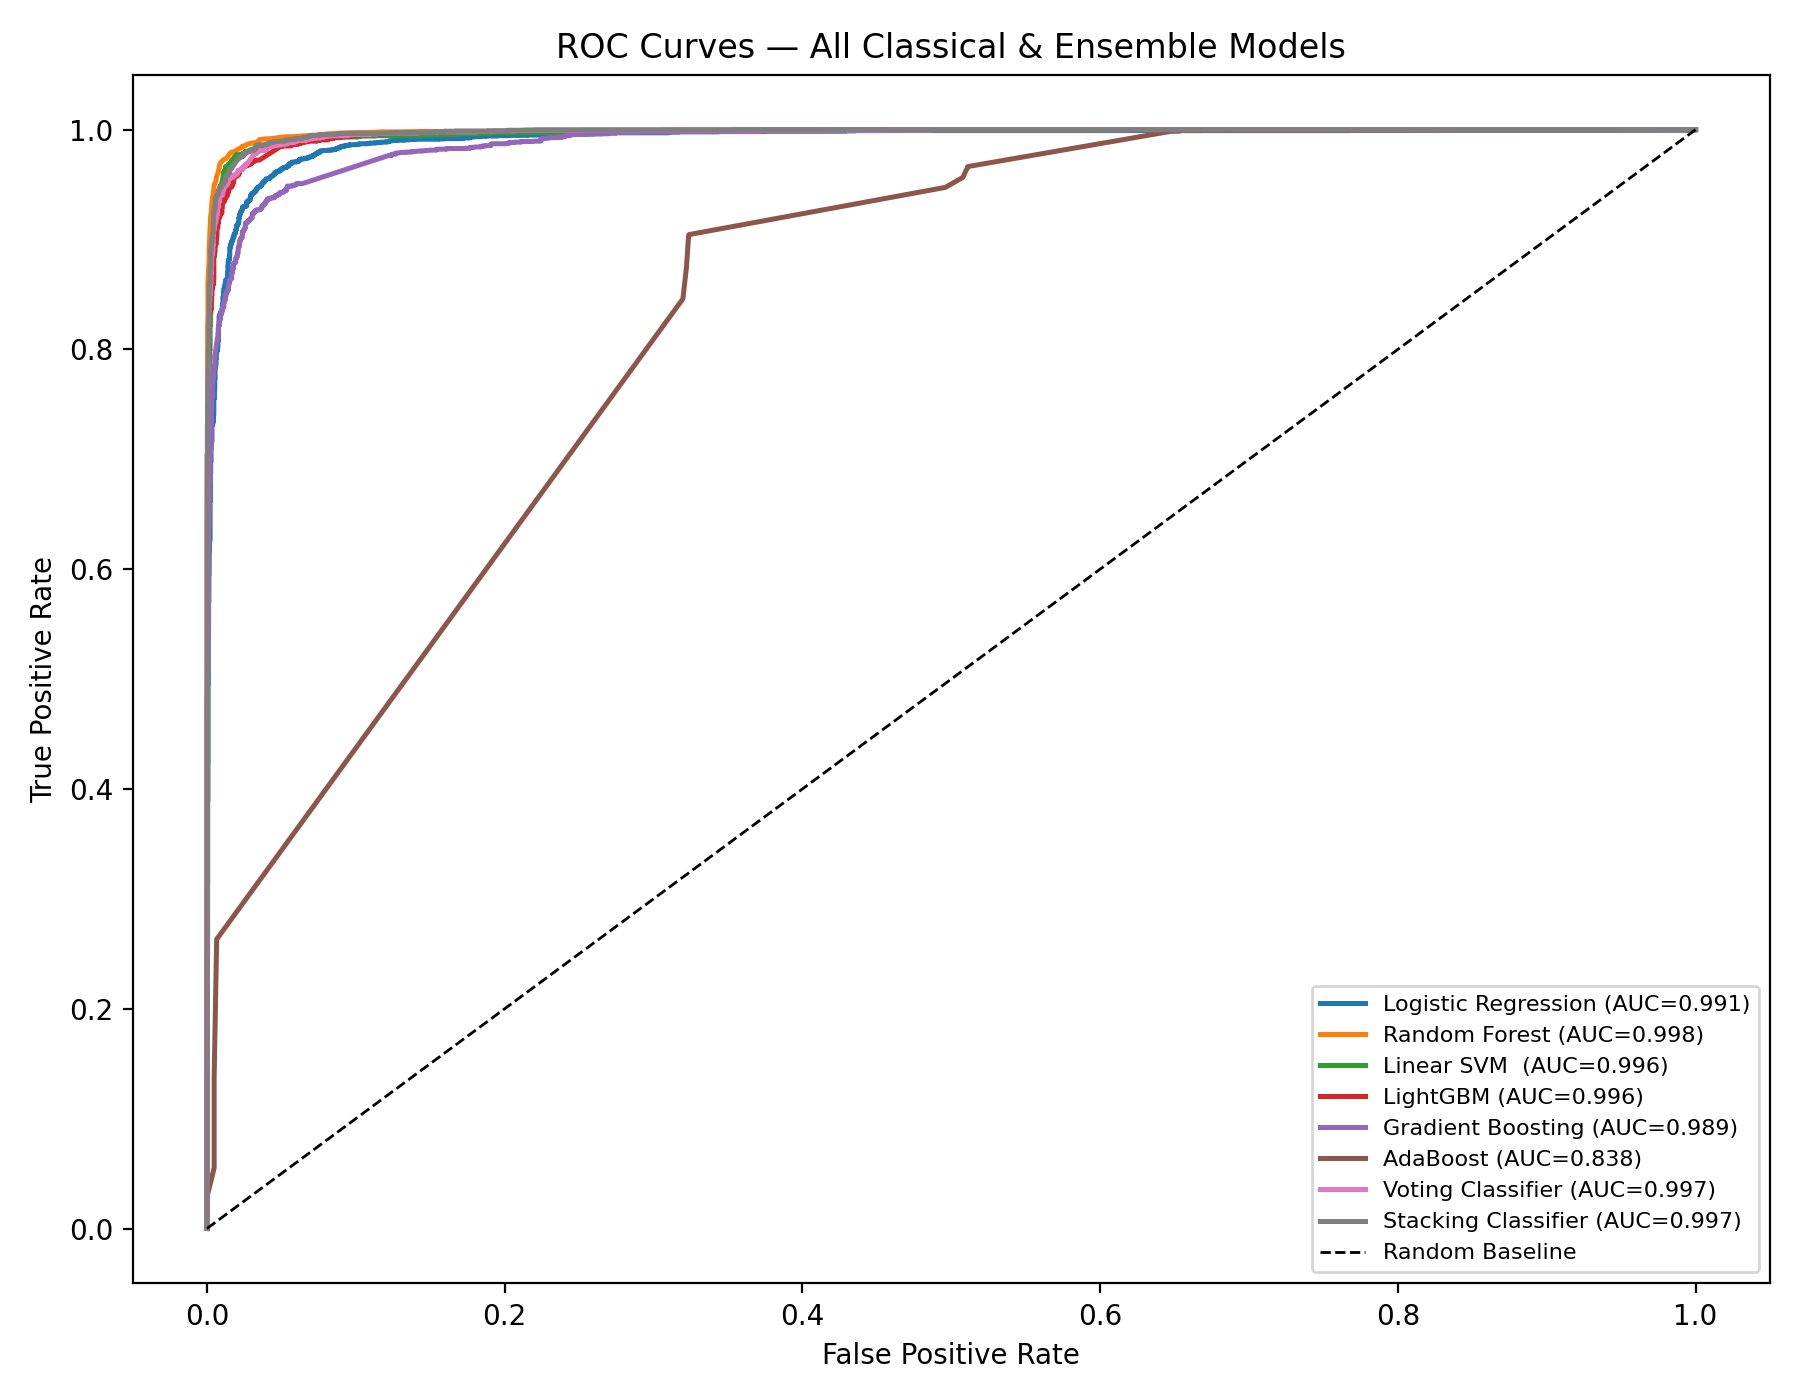 ROC Curves — All Classical & Ensemble Models
True Positive Rate
1.0
0.8
0.6
0.4
0.2
0.0
0.0 0.2 0.4 0.6 0.8 1.0
False Positive Rate
Logistic Regression (AUC=0.991)
Random Forest (AUC=0.998)
Linear SVM  (AUC=0.996)
LightGBM (AUC=0.996)
Gradient Boosting (AUC=0.989)
AdaBoost (AUC=0.838)
Voting Classifier (AUC=0.997)
Stacking Classifier (AUC=0.997)
Random Baseline